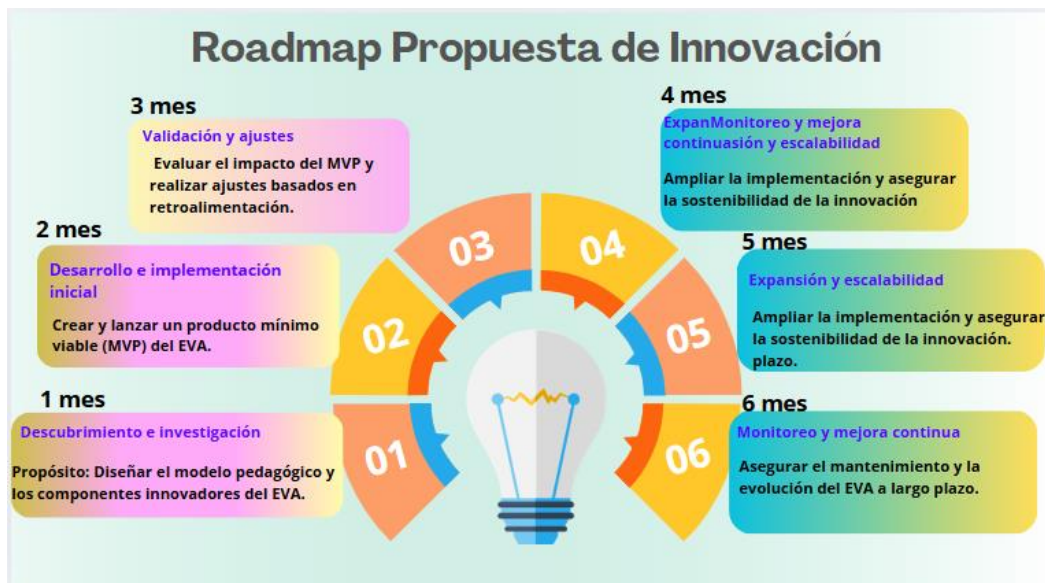 Roadmap Propuesta de Innovación
1 mes
Descubrimiento e investigación
Propósito: Diseñar el modelo pedagógico y
los componentes innovadores del EVA.
01
2 mes
Desarrollo e implementación
inicial
Crear y lanzar un producto mínimo
viable (MVP) del EVA.
02
3 mes
Validación y ajustes
Evaluar el impacto del MVP y
realizar ajustes basados en
retroalimentación.
03
4 mes
ExpanMonitoreo y mejora
continuasión y escalabilidad
Ampliar la implementación y asegurar
la sostenibilidad de la innovación
04
5 mes
Expansión y escalabilidad
Ampliar la implementación y asegurar
la sostenibilidad de la innovación.
plazo.
05
6 mes
Monitoreo y mejora continua
Asegurar el mantenimiento y la
evolución del EVA a largo plazo.
06